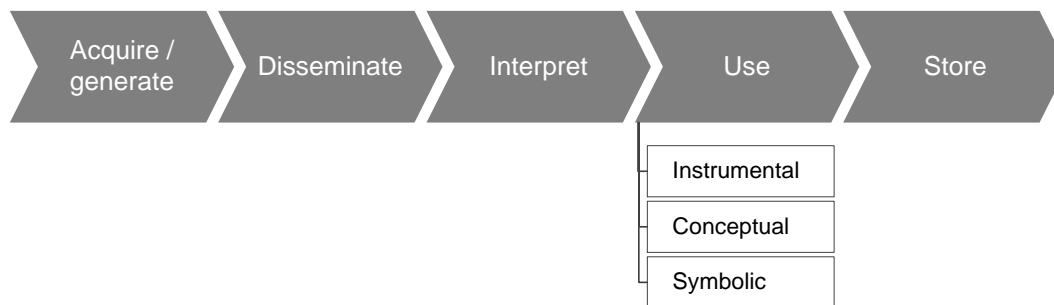 Acquire /
generate
Disseminate
Interpret
Use
Store
Instrumental
Conceptual
Symbolic